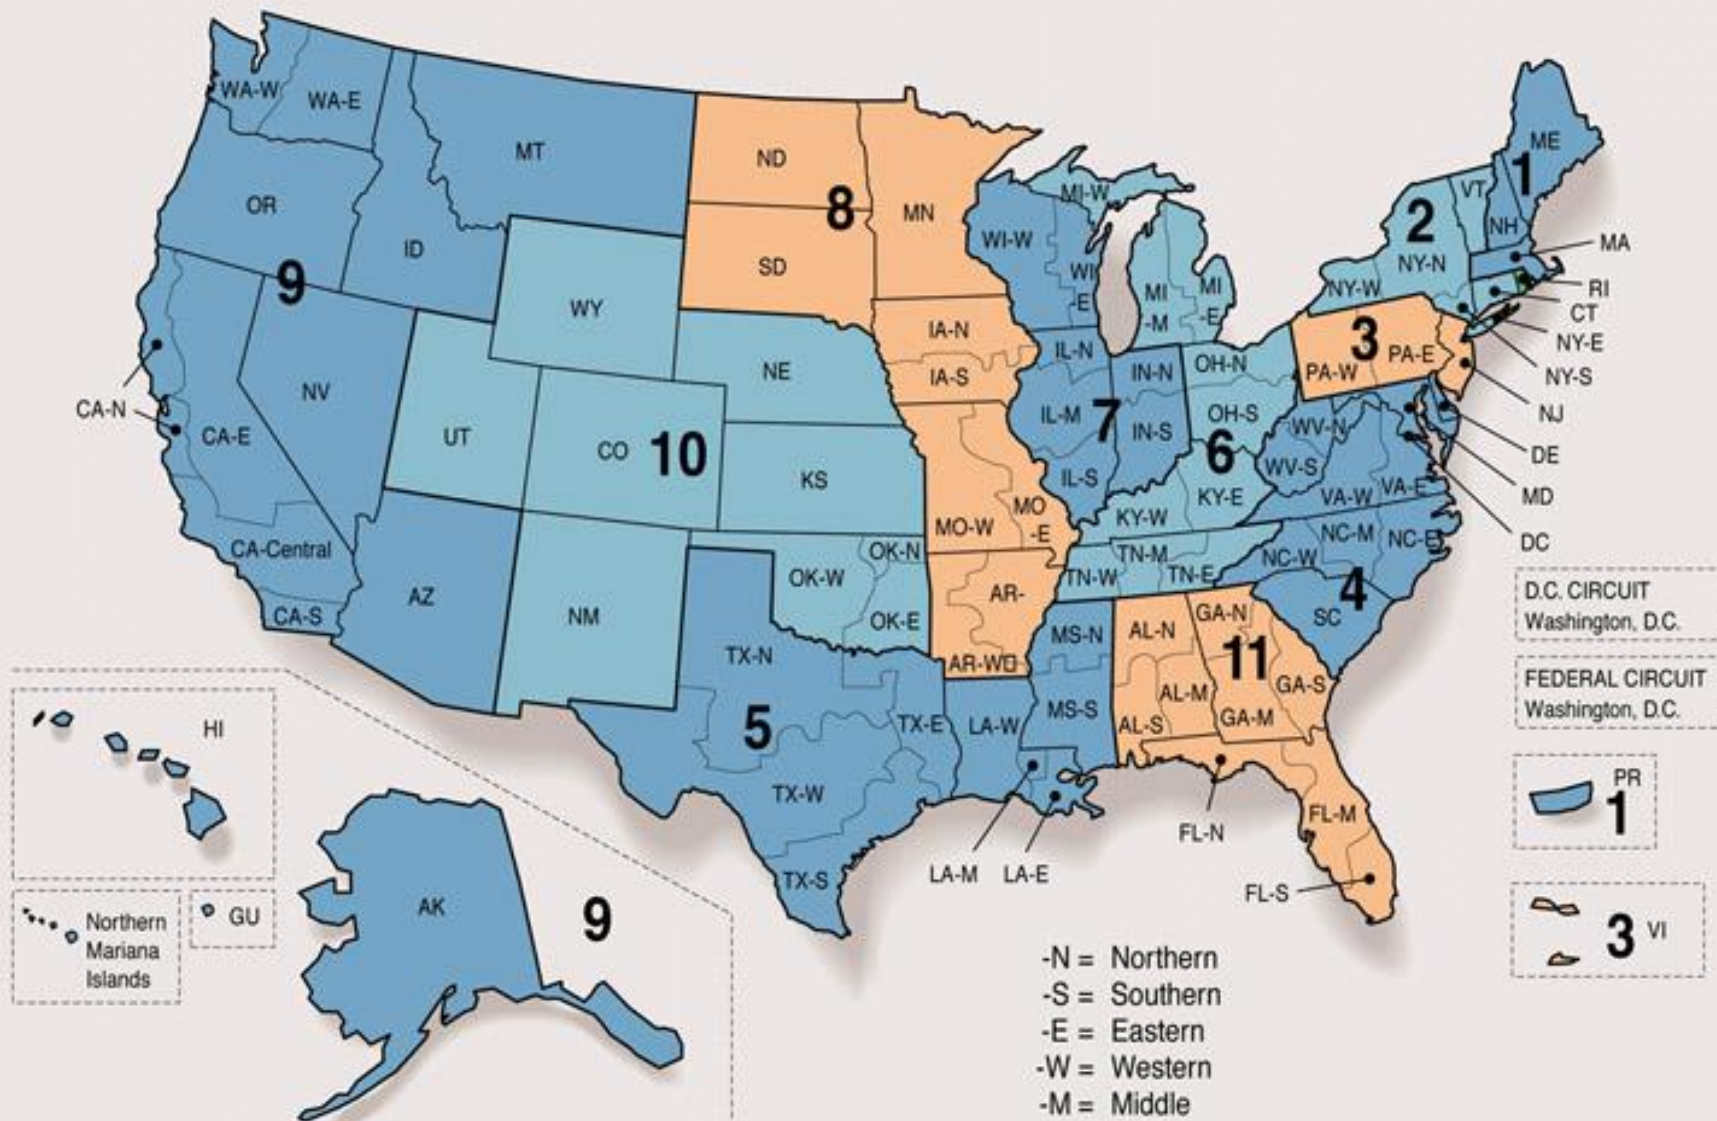 WA-W
WA-E
MT
ND
MN
8
OR
ID
SD
9
WY
MI-W
WI-W
WI
-E
MI
-M
MI
-E
ME
1
VT
NH
2
NY-N
NY-W
MA
RI
CT
NY-E
NY-S
NJ
DE
MD
DC
3
PA-W
PA-E
IA-N
IA-S
NE
NV
UT
CO
10
KS
CA-N
CA-E
CA-Central
CA-S
AZ
NM
IL-N
IL-M
IL-S
7
IN-N
IN-S
OH-N
OH-S
6
KY-E
KY-W
WV-N
WV-S
VA-W
VA-E
MO-W
MO
-E
OK-N
OK-W
OK-E
AR-
AR-W
TN-W
TN-M
TN-E
NC-W
NC-M
NC-E
4
SC
TX-N
5
TX-E
TX-W
TX-S
MS-N
MS-S
LA-W
LA-M
LA-E
AL-N
AL-M
AL-S
GA-N
11
GA-S
GA-M
FL-N
FL-M
FL-S
D.C. CIRCUIT
Washington, D.C.
FEDERAL CIRCUIT
Washington, D.C.
PR
1
3
VI
HI
Northern
Mariana
Islands
GU
AK
9
-N = Northern
-S = Southern
-E = Eastern
-W = Western
-M = Middle